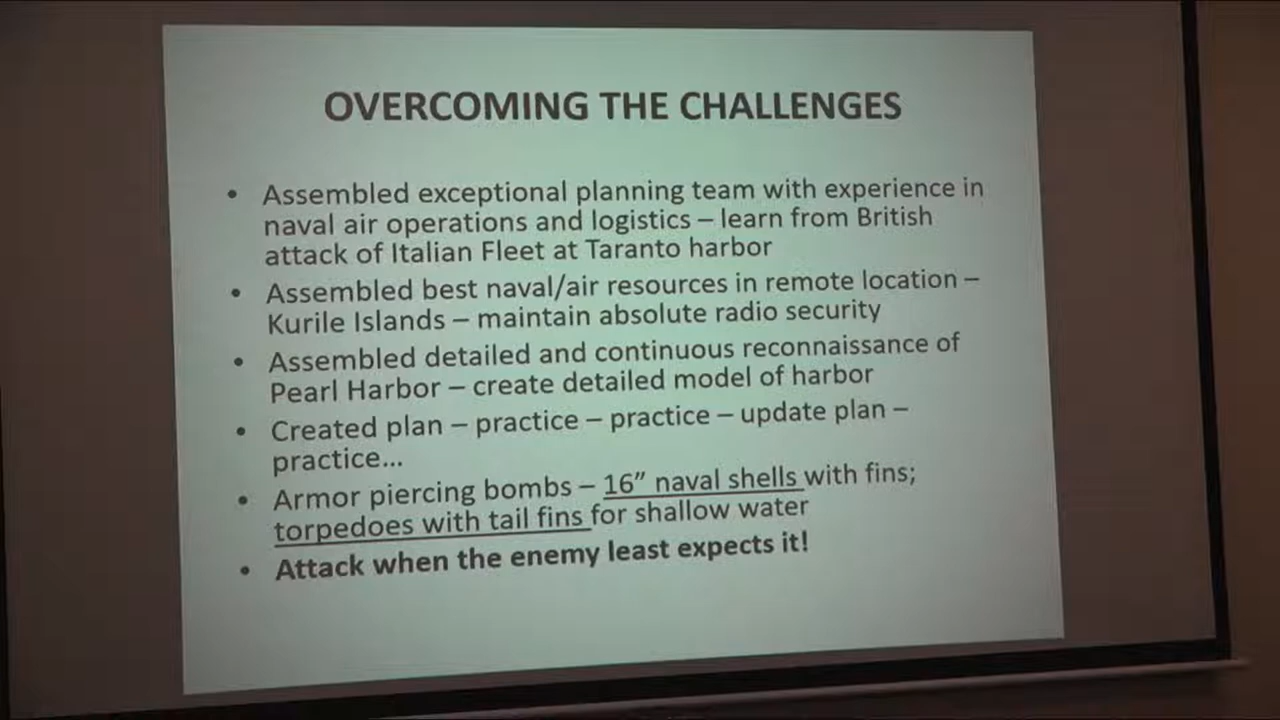 OVERCOMING THE CHALLENGES
• Assembled exceptional planning team with experience in
naval air operations and logistics – learn from British
attack of Italian Fleet at Taranto harbor
• Assembled best naval/air resources in remote location –
Kurile Islands – maintain absolute radio security
• Assembled detailed and continuous reconnaissance of
Pearl Harbor – create detailed model of harbor
• Created plan – practice – practice – update plan –
practice...
• Armor piercing bombs – 16” naval shells with fins;
torpedoes with tail fins for shallow water
• Attack when the enemy least expects it!